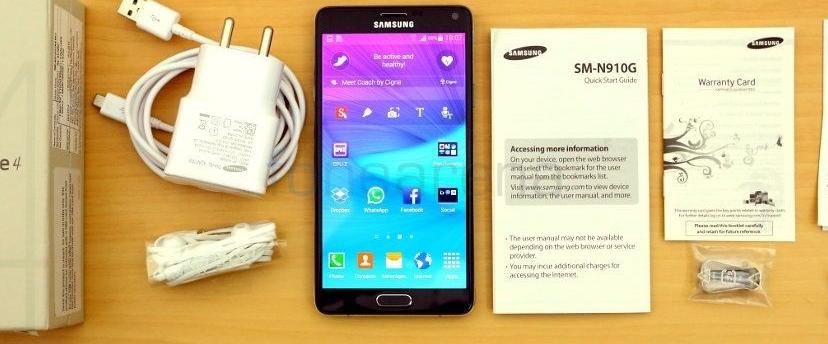 e 4
SAMSUNG
19:07
Be active and
healthy!
Meet Coach by Cigna
Cigna
S
T
Dropbox
WhatsApp
Facebook
Social
Phone
Contacts
Messages
Internet
Apps
SAMSUNG
SM-N910G
Quick Start Guide
Accessing more information
On your device, open the web browser
and select the bookmark for the user
manual from the bookmarks list.
Visit www.samsung.com to view device
information, the user manual, and more.
• The user manual may not be available
depending on the web browser or service
provider.
• You may incur additional charges for
accessing the Internet.
SAMSUNG
Warranty Card
Please read this booklet carefully
and retain for future reference.